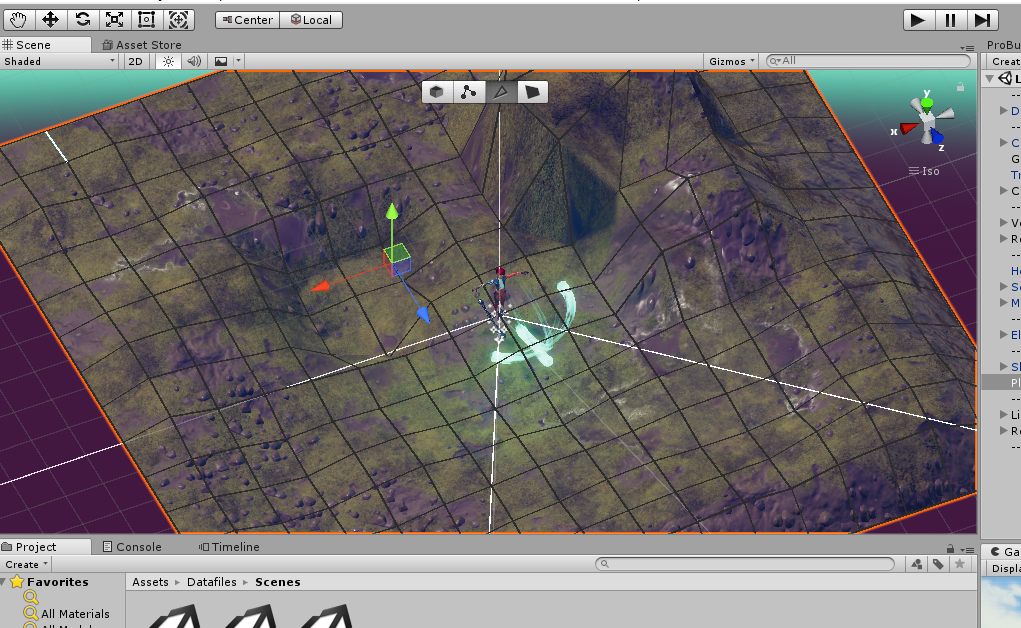 Center Local
Scene Asset Store
ProBu
Shaded 2D Gizmos All
Creat
y
x
z
Iso
Project Console Timeline
Create
Favorites
All Materials
Assets Datafiles Scenes
Ga
Displa